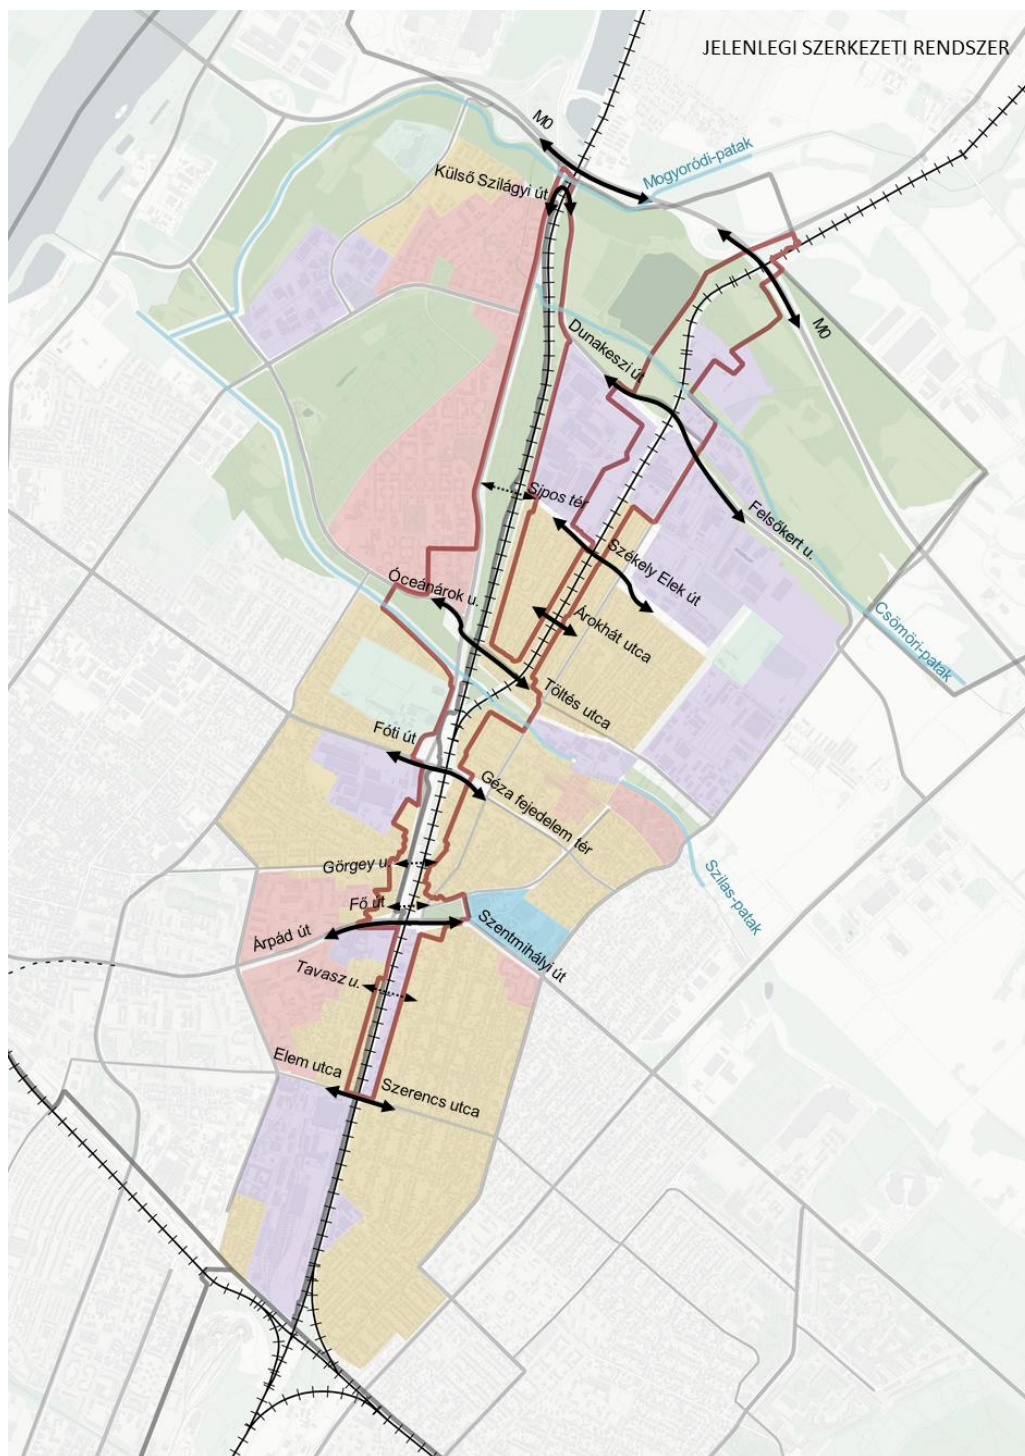 JELENLEGI SZERKEZETI RENDSZER
M0
Mogyoródi-patak
Külső Szilágyi út
M0
Dunakeszi út
Sipos tér
Felsőkert u.
Székely Elek út
Óceánárok u.
Árokhát utca
Csömöri-patak
Töltés utca
Fóti út
Géza fejedelem tér
Görgey u.
Szilas-patak
Fő út
Árpád út
Szentmihályi út
Tavasz u.
Elem utca
Szerencs utca